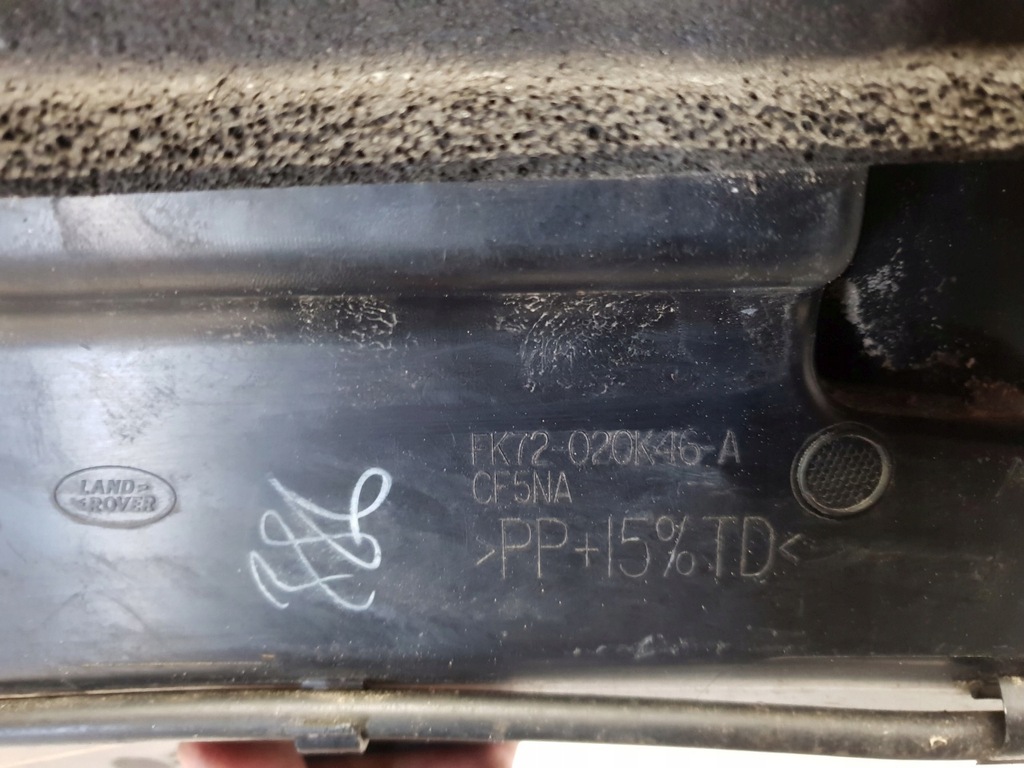 LAND
ROVER
FK72-020K46-A
CF5NA
>PP+15%TD<